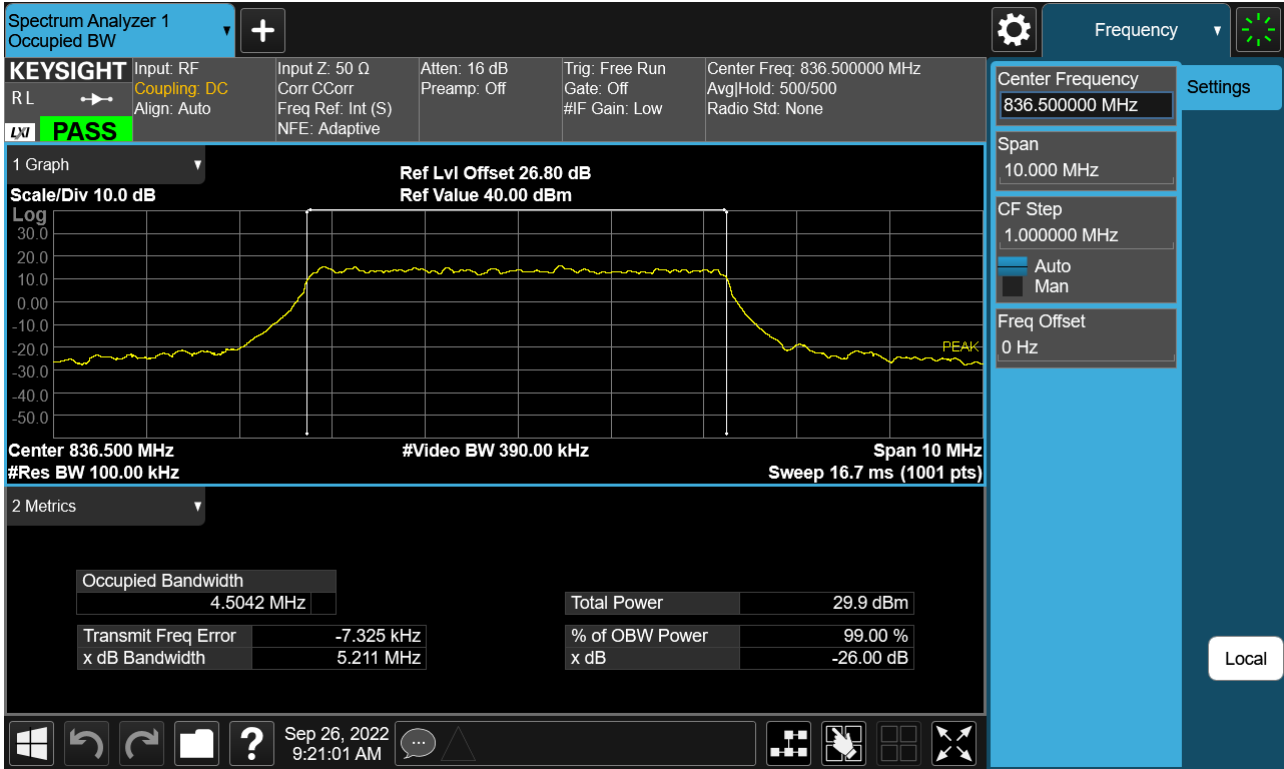 Spectrum Analyzer 1
Occupied BW
Frequency
KEYSIGHT
R L
LXI PASS
Input: RF
Coupling: DC
Align: Auto
Input Z: 50 Ω
Corr CCorr
Freq Ref: Int (S)
NFE: Adaptive
Atten: 16 dB
Preamp: Off
Trig: Free Run
Gate: Off
#IF Gain: Low
Center Freq: 836.500000 MHz
Avg|Hold: 500/500
Radio Std: None
Center Frequency
836.500000 MHz
Settings
Span
10.000 MHz
CF Step
1.000000 MHz
Auto
Man
Freq Offset
0 Hz
Local
1 Graph
Scale/Div 10.0 dB
Ref Lvl Offset 26.80 dB
Ref Value 40.00 dBm
Log
30.0
20.0
10.0
0.00
-10.0
-20.0
-30.0
-40.0
-50.0
PEAK
Center 836.500 MHz
#Video BW 390.00 kHz
Span 10 MHz
#Res BW 100.00 kHz
Sweep 16.7 ms (1001 pts)
2 Metrics
Occupied Bandwidth
4.5042 MHz
Total Power 29.9 dBm
Transmit Freq Error -7.325 kHz
% of OBW Power 99.00 %
x dB Bandwidth 5.211 MHz
x dB -26.00 dB
?
Sep 26, 2022
9:21:01 AM